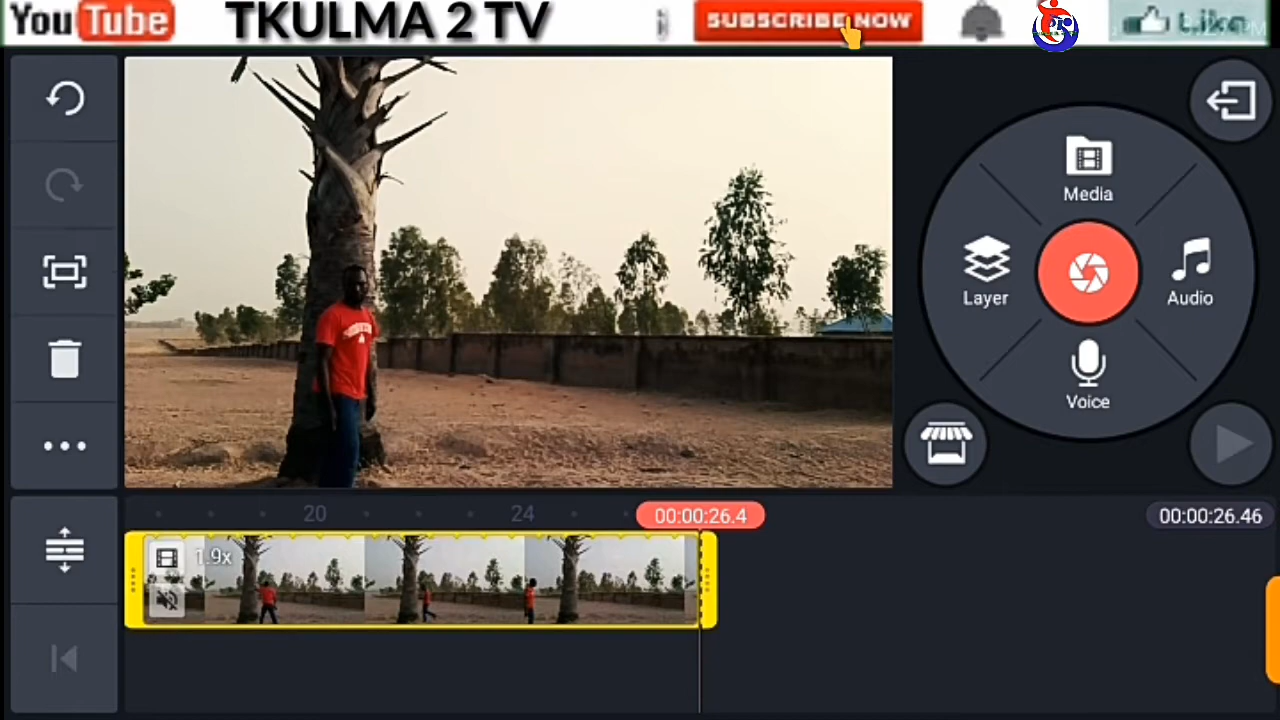 YouTube TKULMA 2 TV SUBSCRIBE NOW Like
Media
Layer
Audio
Voice
20 24 00:00:26.4 00:00:26.46
1.9x